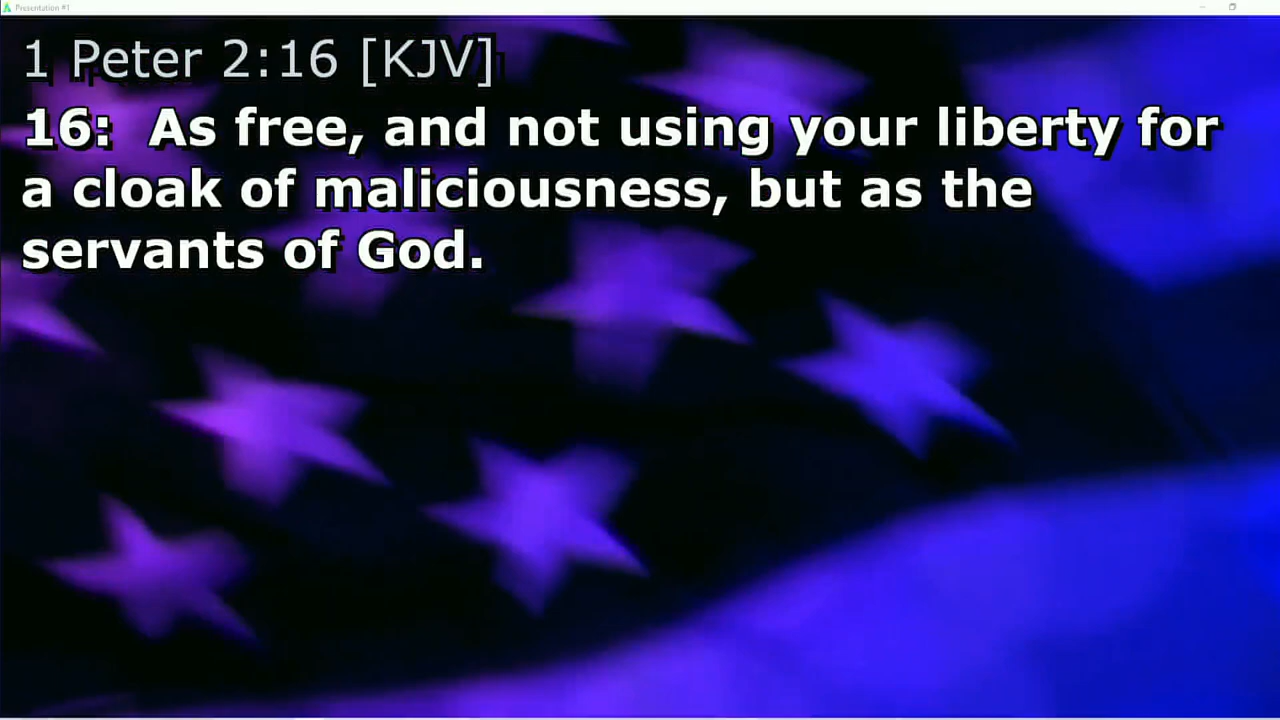 Presentation #1
1 Peter 2:16 [KJV]
16: As free, and not using your liberty for
a cloak of maliciousness, but as the
servants of God.